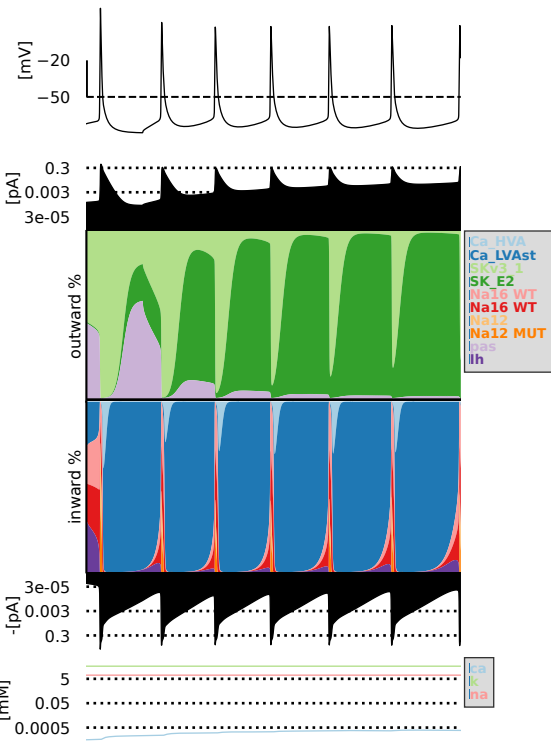 [mV]
−20
−50
[pA]
0.3
0.003
3e-05
outward %
Ca_HVA
Ca_LVAst
SKv3_1
SK_E2
Na16 WT
Na16 WT
Na12
Na12 MUT
pas
Ih
inward %
-[pA]
3e-05
0.003
0.3
[mM]
5
0.05
0.0005
ca
k
na